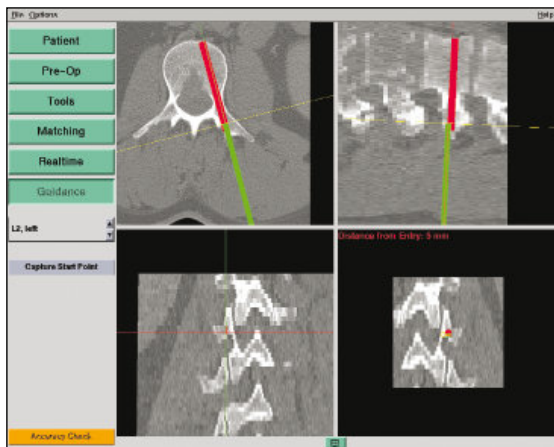 File Options
Help
Patient
Pre-Op
Tools
Matching
Realtime
Guidance
L2, left
Capture Start Point
Accuracy Check
Distance from Entry: 5 mm